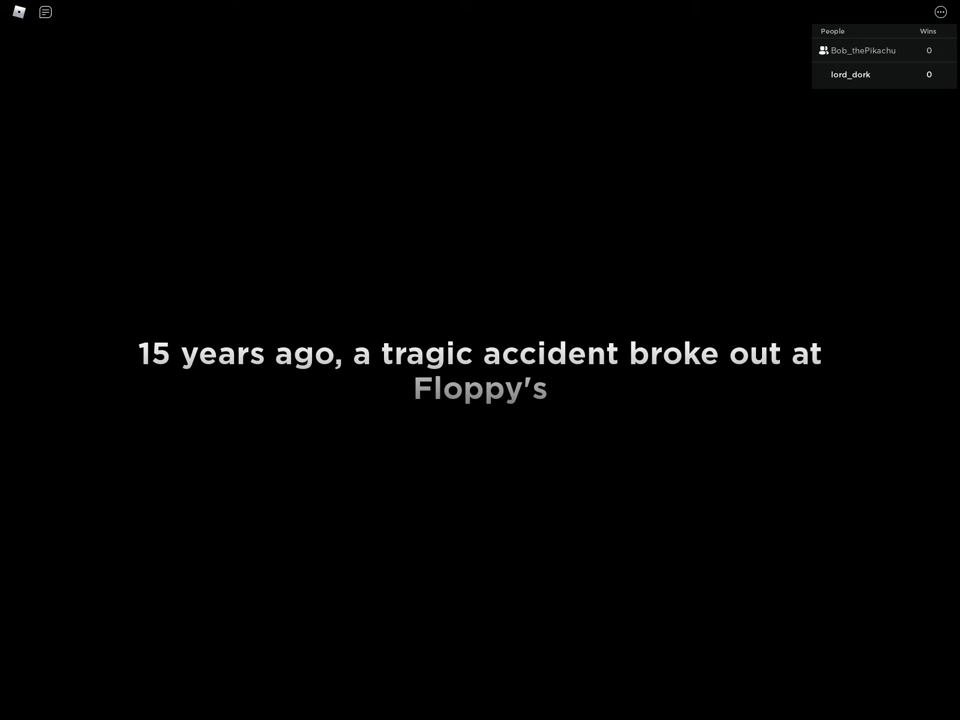 People Wins
Bob_thePikachu 0
lord_dork 0
15 years ago, a tragic accident broke out at
Floppy's